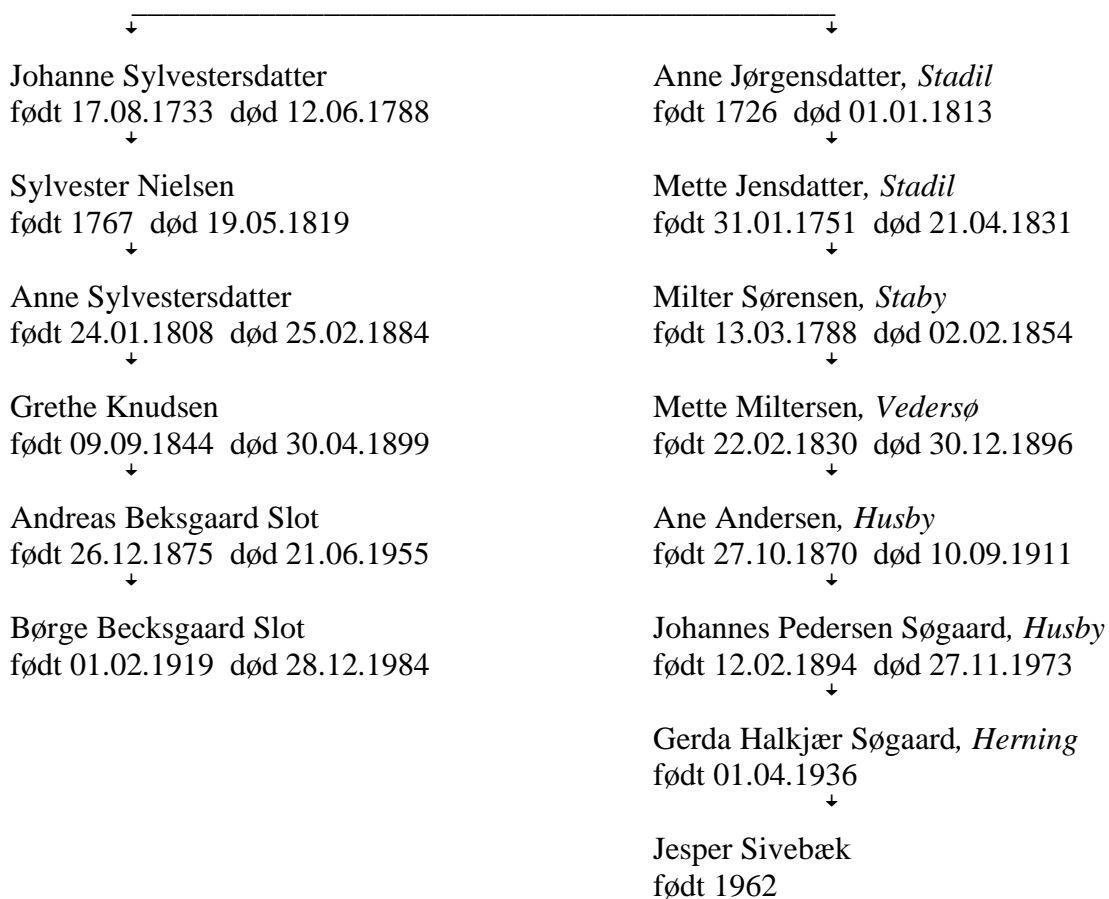 Johanne Sylvestersdatter
født 17.08.1733  død 12.06.1788
Sylvester Nielsen
født 1767  død 19.05.1819
Anne Sylvestersdatter
født 24.01.1808  død 25.02.1884
Grethe Knudsen
født 09.09.1844  død 30.04.1899
Andreas Beksgaard Slot
født 26.12.1875  død 21.06.1955
Børge Becksgaard Slot
født 01.02.1919  død 28.12.1984
Anne Jørgensdatter, Stadil
født 1726  død 01.01.1813
Mette Jensdatter, Stadil
født 31.01.1751  død 21.04.1831
Milter Sørensen, Staby
født 13.03.1788  død 02.02.1854
Mette Miltersen, Vedersø
født 22.02.1830  død 30.12.1896
Ane Andersen, Husby
født 27.10.1870  død 10.09.1911
Johannes Pedersen Søgaard, Husby
født 12.02.1894  død 27.11.1973
Gerda Halkjær Søgaard, Herning
født 01.04.1936
Jesper Sivebæk
født 1962